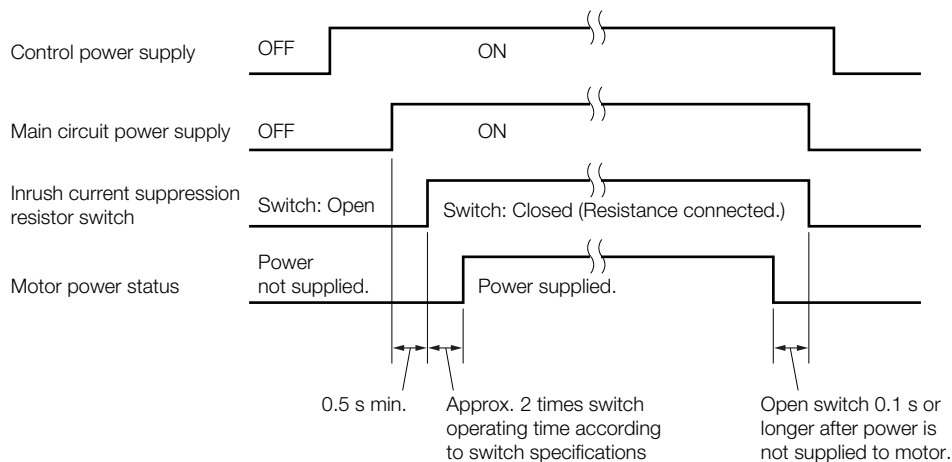 Control power supply
OFF
ON
Main circuit power supply
OFF
ON
Inrush current suppression
resistor switch
Switch: Open
Switch: Closed (Resistance connected.)
Motor power status
Power
not supplied.
Power supplied.
0.5 s min.
Approx. 2 times switch
operating time according
to switch specifications
Open switch 0.1 s or
longer after power is
not supplied to motor.